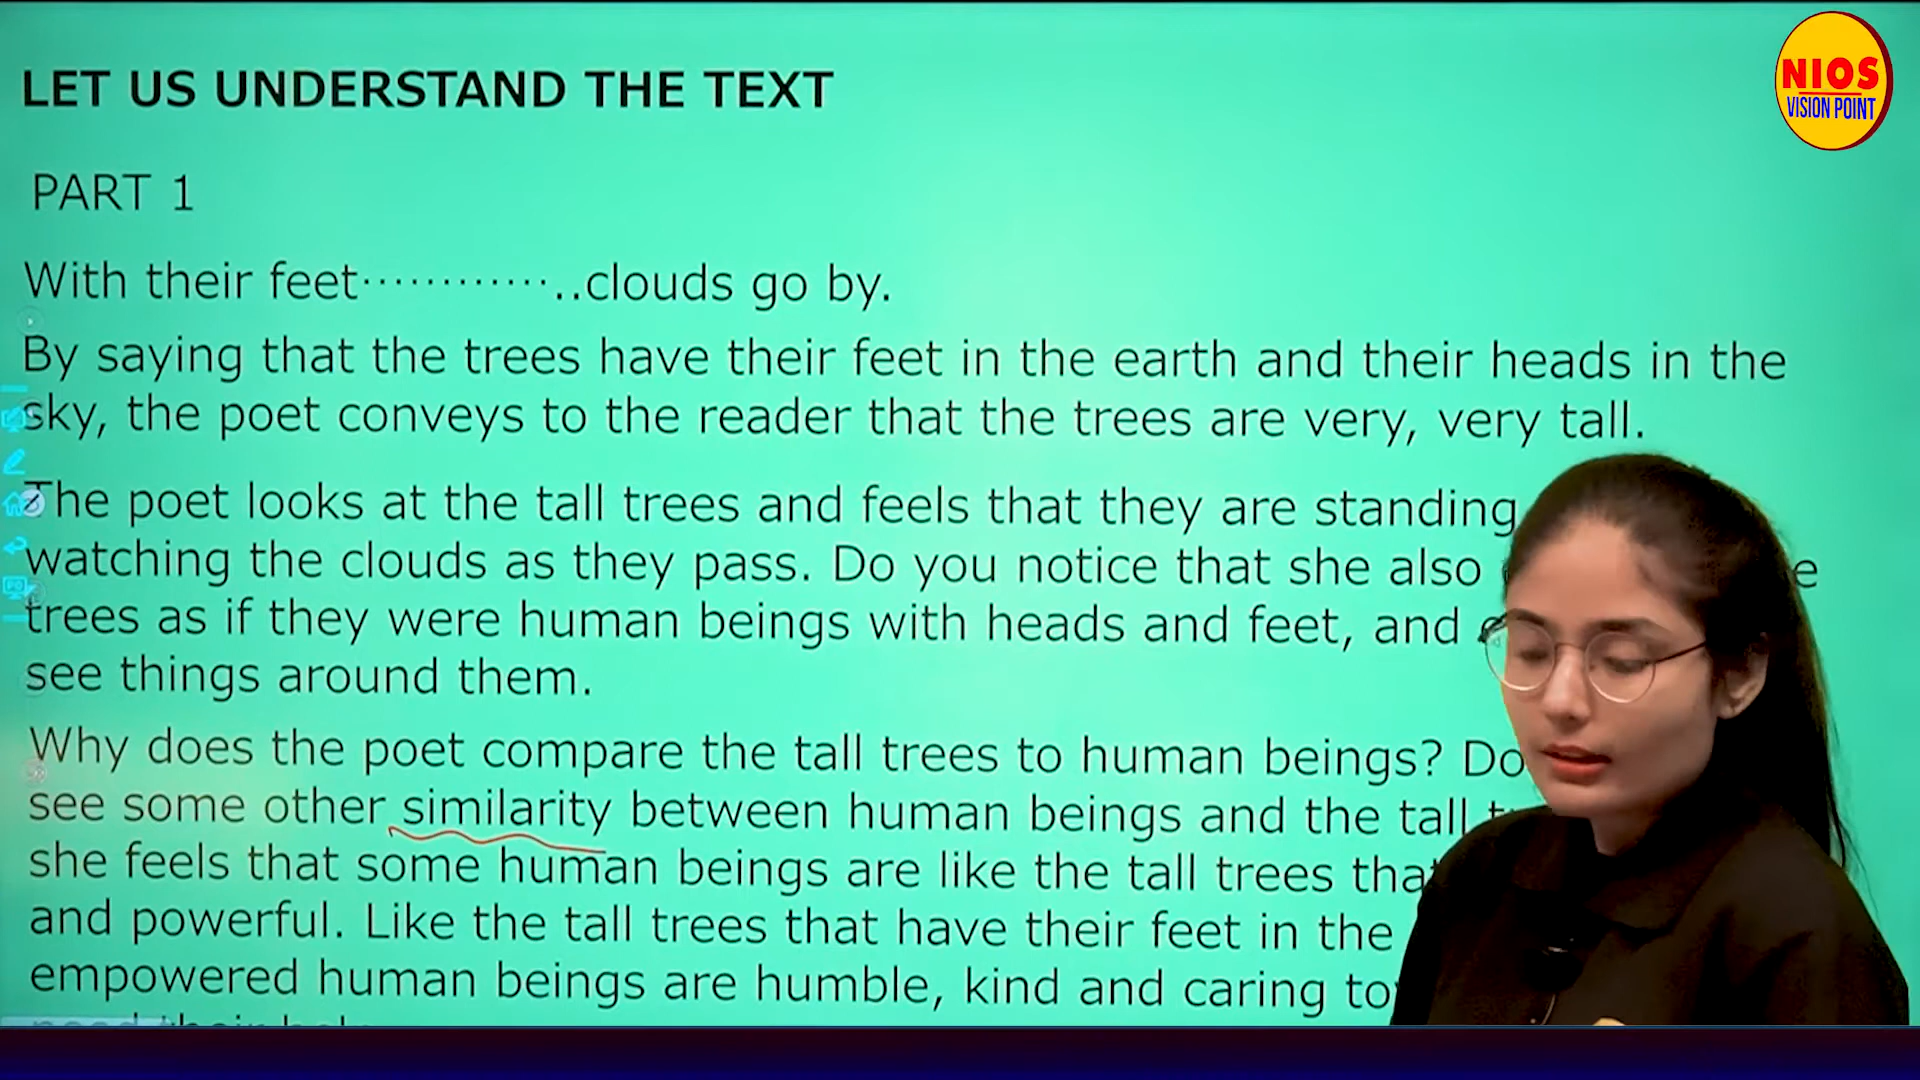 LET US UNDERSTAND THE TEXT
NIOS
VISION POINT
PART 1
With their feet…………..clouds go by.
By saying that the trees have their feet in the earth and their heads in the
sky, the poet conveys to the reader that the trees are very, very tall.
The poet looks at the tall trees and feels that they are standing
watching the clouds as they pass. Do you notice that she also
trees as if they were human beings with heads and feet, and
see things around them.
Why does the poet compare the tall trees to human beings? Do
see some other similarity between human beings and the tall
she feels that some human beings are like the tall trees that
and powerful. Like the tall trees that have their feet in the
empowered human beings are humble, kind and caring